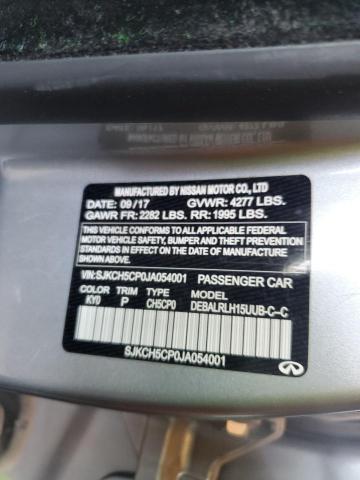 MANUFACTURED BY NISSAN MOTOR CO., LTD
DATE: 09/17 GVWR: 4277 LBS.
GAWR FR: 2282 LBS. RR: 1995 LBS.
THIS VEHICLE CONFORMS TO ALL APPLICABLE FEDERAL
MOTOR VEHICLE SAFETY, BUMPER AND THEFT PREVENTION
STANDARDS IN EFFECT ON THE DATE OF MANUFACTURE
SHOWN ABOVE.
VIN:SJKCH5CP0JA054001 PASSENGER CAR
COLOR TRIM TYPE MODEL
KY0 P CH5CP0 DEBALRLH15UUB-C-C
SJKCH5CP0JA054001